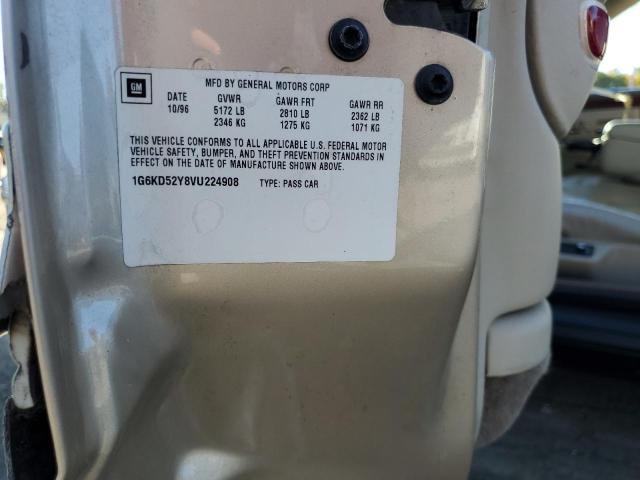 GM
MFD BY GENERAL MOTORS CORP
DATE GVWR GAWR FRT GAWR RR
10/96 5172 LB 2810 LB 2362 LB
2346 KG 1275 KG 1071 KG
THIS VEHICLE CONFORMS TO ALL APPLICABLE U.S. FEDERAL MOTOR
VEHICLE SAFETY, BUMPER, AND THEFT PREVENTION STANDARDS IN
EFFECT ON THE DATE OF MANUFACTURE SHOWN ABOVE.
1G6KD52Y8VU224908 TYPE: PASS CAR